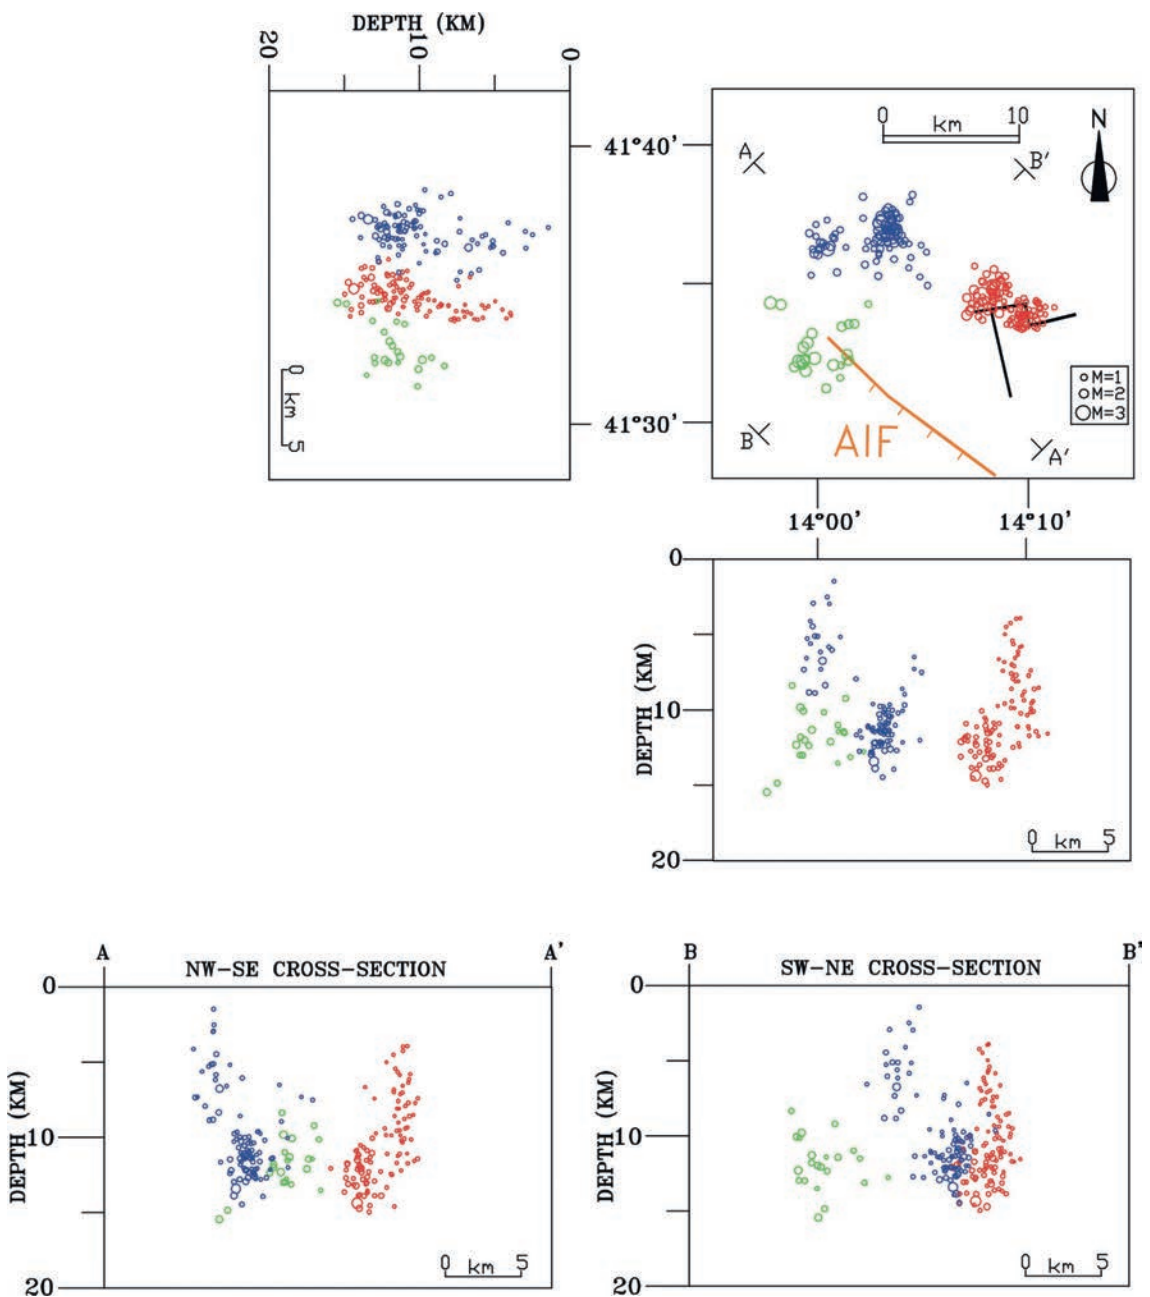 DEPTH (KM)
20 10 0
0 km 5
41°40'
41°30'
0 km 10
N
A B'
M=1
M=2
M=3
AIF
B A'
14°00' 14°10'
0
10
20
DEPTH (KM)
0 km 5
A A'
NW-SE CROSS-SECTION
0
10
20
DEPTH (KM)
0 km 5
B B'
SW-NE CROSS-SECTION
0
10
20
DEPTH (KM)
0 km 5